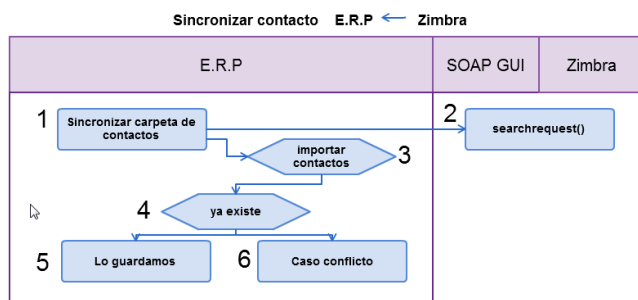 Sincronizar contacto E.R.P Zimbra
E.R.P SOAP GUI Zimbra
1 Sincronizar carpeta de
contactos
2 searchrequest()
importar
contactos 3
4 ya existe
5 Lo guardamos 6 Caso conflicto